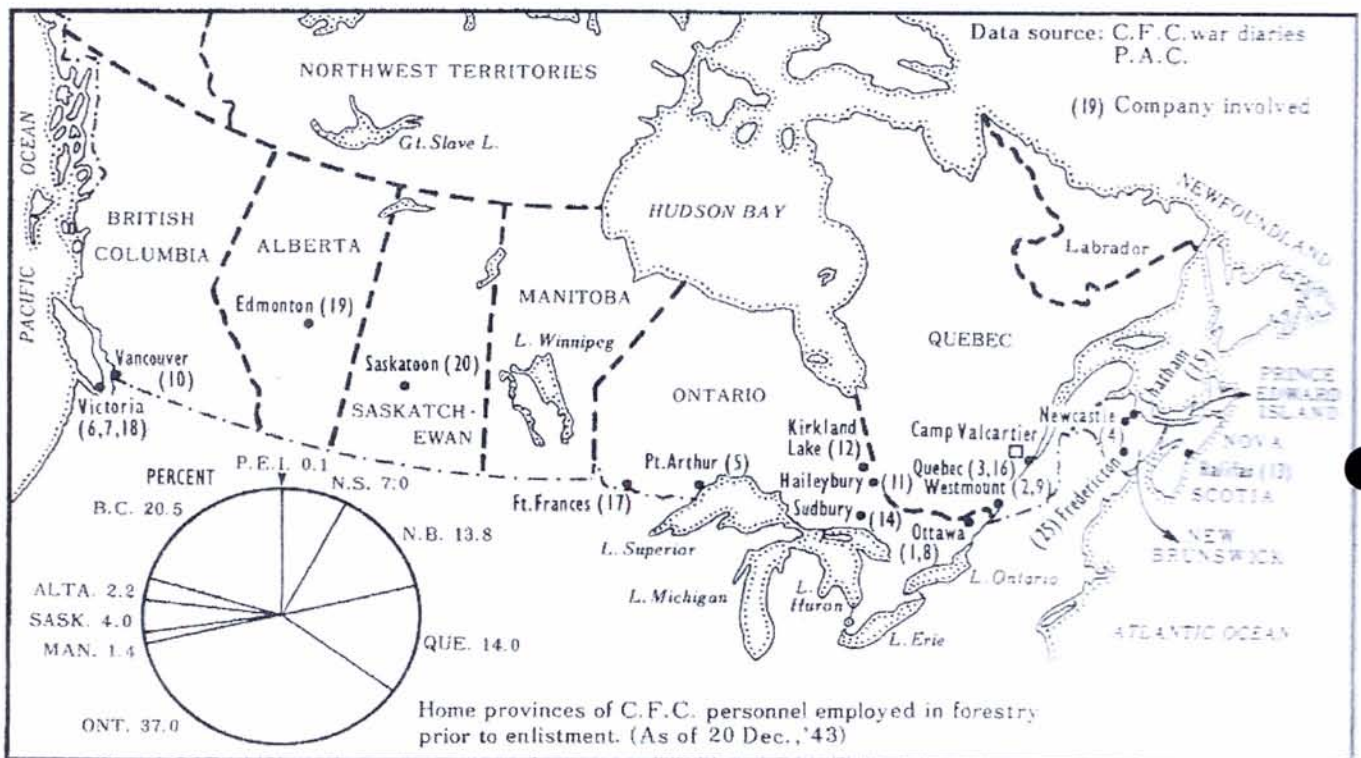 Data source: C.F.C. war diaries
P.A.C.
(19) Company involved
NORTHWEST TERRITORIES
Gt. Slave L.
PACIFIC OCEAN
BRITISH
COLUMBIA
ALBERTA
HUDSON BAY
Labrador
NEWFOUNDLAND
MANITOBA
Edmonton (19)
L. Winnipeg
QUEBEC
Vancouver
(10)
Saskatoon (20)
Victoria
(6,7,18)
SASKATCH-
EWAN
ONTARIO
Kirkland
Lake (12)
Camp Valcartier
Newcastle
(4)
Chatham (15)
PRINCE
EDWARD
ISLAND
NOVA
SCOTIA
Halifax (13)
Pt. Arthur (5)
Haileybury (11)
Quebec (3,16)
Westmount (2,9)
Ft. Frances (17)
Sudbury (14)
Ottawa
(1,8)
(25) Fredericton
NEW
BRUNSWICK
L. Superior
L. Michigan
L.
Huron
L. Ontario
L. Erie
ATLANTIC OCEAN
PERCENT
P.E.I. 0.1
N.S. 7.0
B.C. 20.5
N.B. 13.8
ALTA. 2.2
SASK. 4.0
MAN. 1.4
QUE. 14.0
ONT. 37.0
Home provinces of C.F.C. personnel employed in forestry
prior to enlistment. (As of 20 Dec.,'43)